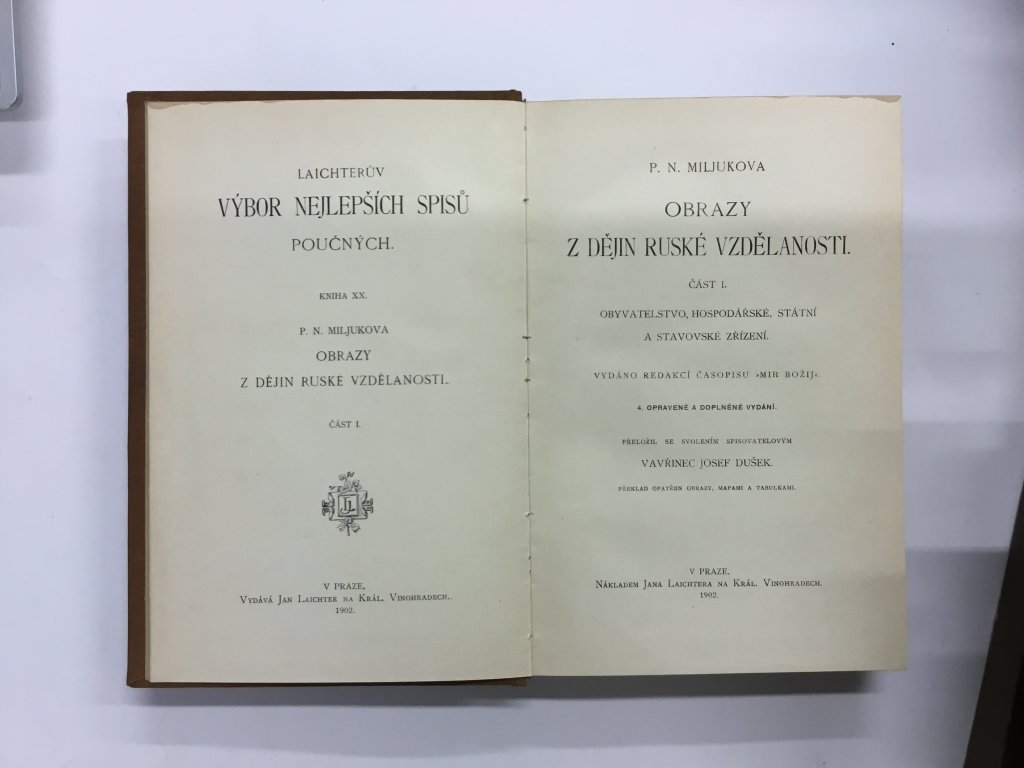 LAICHTERŮV
VÝBOR NEJLEPŠÍCH SPISŮ
POUČNÝCH.
KNIHA XX.
P. N. MILJUKOVA
OBRAZY
Z DĚJIN RUSKÉ VZDĚLANOSTI.
ČÁST I.
JL
V PRAZE.
VYDÁVÁ JAN LAICHTER NA KRÁL. VINOHRADECH.
1902.
P. N. MILJUKOVA
OBRAZY
Z DĚJIN RUSKÉ VZDĚLANOSTI.
ČÁST I.
OBYVATELSTVO, HOSPODÁŘSKÉ, STÁTNÍ
A STAVOVSKÉ ZŘÍZENÍ.
VYDÁNO REDAKCÍ ČASOPISU »MIR BOŽIJ«.
4. OPRAVENÉ A DOPLNĚNÉ VYDÁNÍ.
PŘELOŽIL SE SVOLENÍM SPISOVATELOVÝM
VAVŘINEC JOSEF DUŠEK.
PŘEKLAD OPATŘEN OBRAZY, MAPAMI A TABULKAMI.
V PRAZE.
NÁKLADEM JANA LAICHTERA NA KRÁL. VINOHRADECH.
1902.